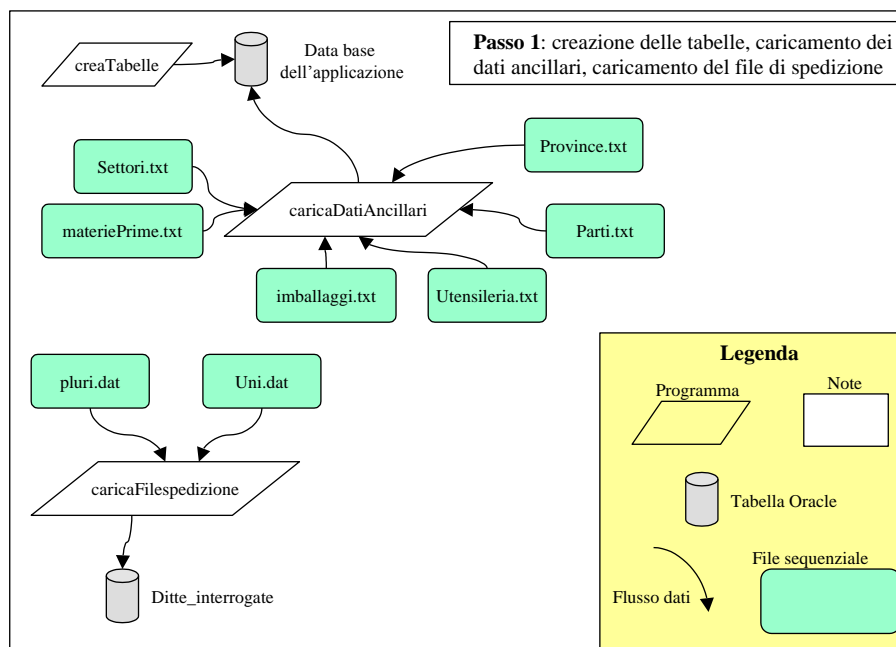 Passo 1: creazione delle tabelle, caricamento dei
dati ancillari, caricamento del file di spedizione
creaTabelle
Data base
dell'applicazione
Settori.txt
Province.txt
materiePrime.txt
caricaDatiAncillari
Parti.txt
imballaggi.txt
Utensileria.txt
pluri.dat
Uni.dat
caricaFilespedizione
Ditte_interrogate
Legenda
Programma
Note
Tabella Oracle
File sequenziale
Flusso dati